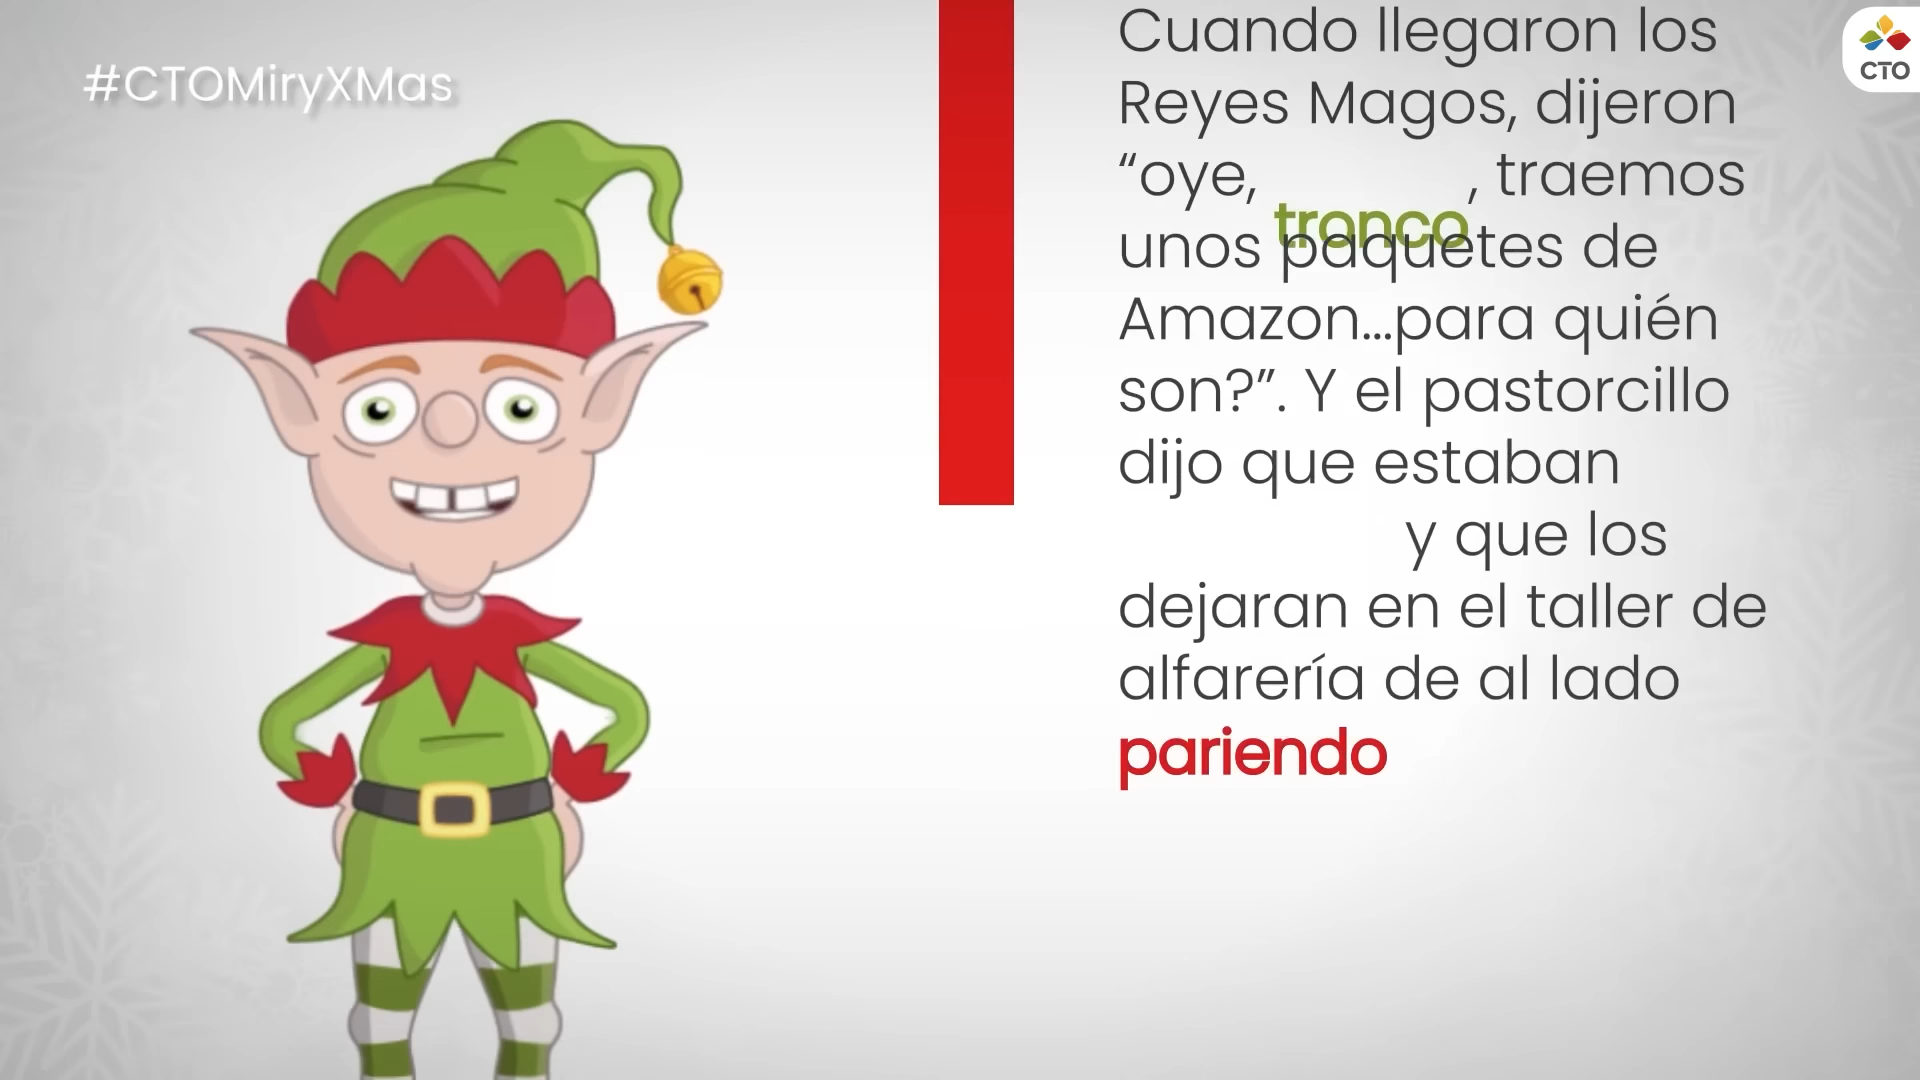 #CTOMiryXMas
CTO
Cuando llegaron los
Reyes Magos, dijeron
“oye, , traemos
tronco
unos paquetes de
Amazon...para quién
son?”. Y el pastorcillo
dijo que estaban
y que los
dejaran en el taller de
alfarería de al lado
pariendo